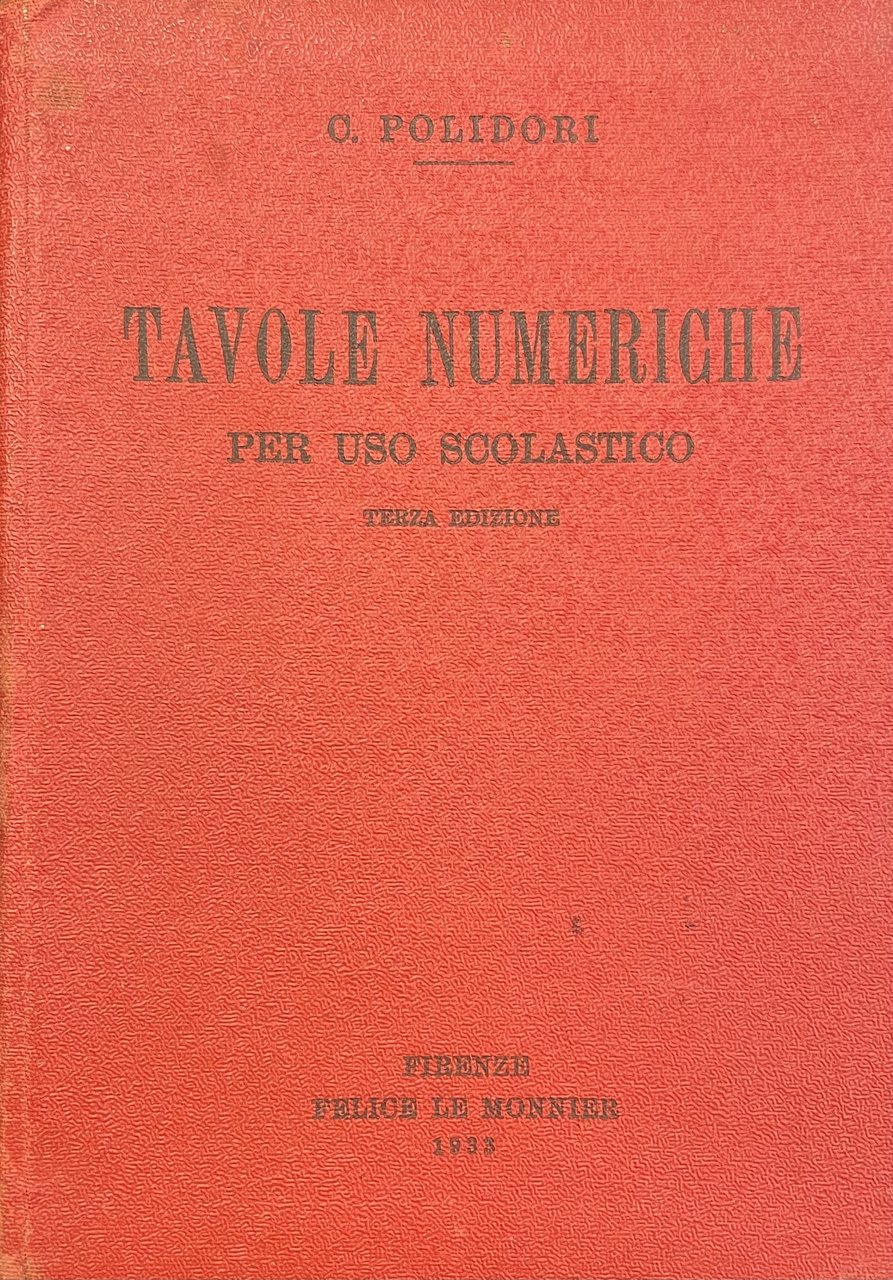 C. POLIDORI
TAVOLE NUMERICHE
PER USO SCOLASTICO
TERZA EDIZIONE
FIRENZE
FELICE LE MONNIER
1933